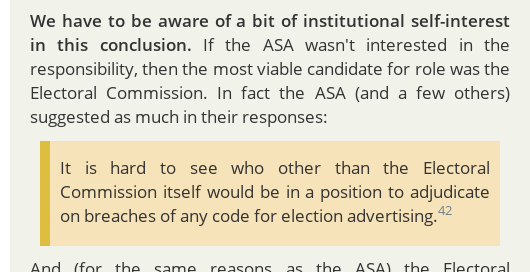 We have to be aware of a bit of institutional self-interest
in this conclusion. If the ASA wasn't interested in the
responsibility, then the most viable candidate for role was the
Electoral Commission. In fact the ASA (and a few others)
suggested as much in their responses:
It is hard to see who other than the Electoral
Commission itself would be in a position to adjudicate
on breaches of any code for election advertising.42
And (for the same reasons as the ASA) the Electoral